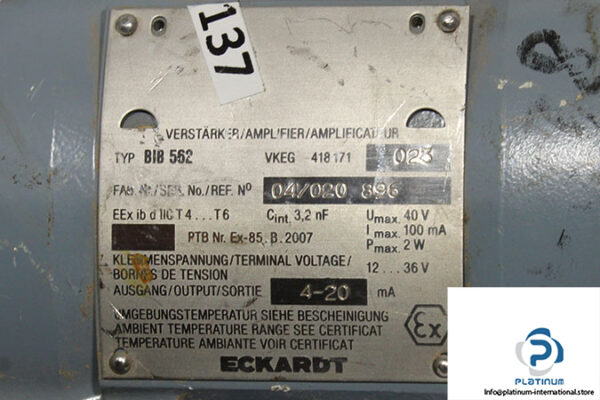 137
VERSTÄRKER/AMPLIFIER/AMPLIFICATEUR
TYP BIB 562 VKEG 418171 023
FAB. Nr./SER. No./REF. Nº 04/020 896
EEx ib d IIC T4...T6 Cint. 3,2 nF Umax. 40 V
I max. 100 mA
PTB Nr. Ex-85.B.2007 Pmax. 2 W
KLEMMENSPANNUNG/TERMINAL VOLTAGE/
BORNES DE TENSION 12...36 V
AUSGANG/OUTPUT/SORTIE 4-20 mA
UMGEBUNGSTEMPERATUR SIEHE BESCHEINIGUNG
AMBIENT TEMPERATURE RANGE SEE CERTIFICAT
TEMPERATURE AMBIANTE VOIR CERTIFICAT
Ex
ECKARDT
PLATINUM
INTERNATIONAL
Info@platinum-international.store